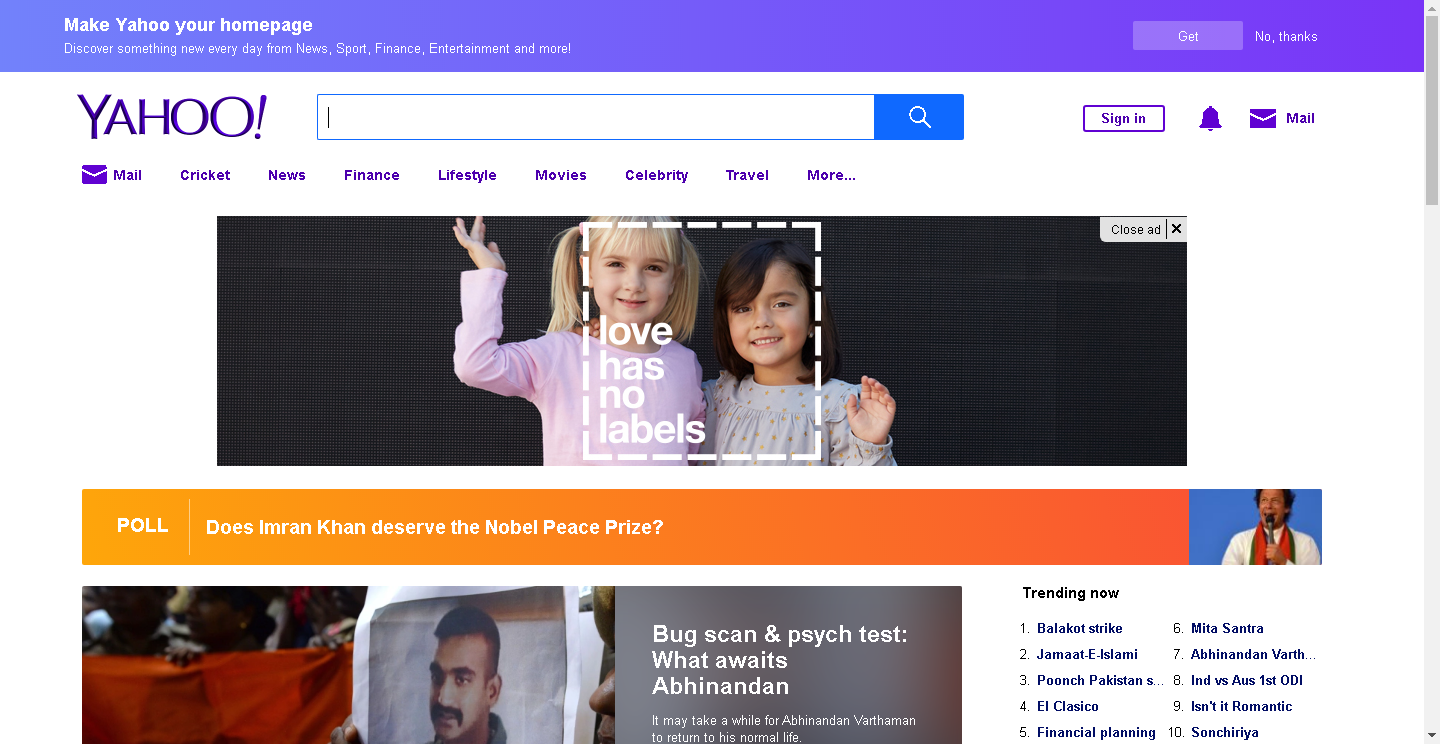 Make Yahoo your homepage
Discover something new every day from News, Sport, Finance, Entertainment and more!
Get
No, thanks
YAHOO!
Sign in
Mail
Mail
Cricket
News
Finance
Lifestyle
Movies
Celebrity
Travel
More...
Close ad
love
has
no
labels
POLL
Does Imran Khan deserve the Nobel Peace Prize?
Bug scan & psych test:
What awaits
Abhinandan
It may take a while for Abhinandan Varthaman
to return to his normal life.
Trending now
1. Balakot strike
2. Jamaat-E-Islami
3. Poonch Pakistan s...
4. El Clasico
5. Financial planning
6. Mita Santra
7. Abhinandan Varth...
8. Ind vs Aus 1st ODI
9. Isn't it Romantic
10. Sonchiriya